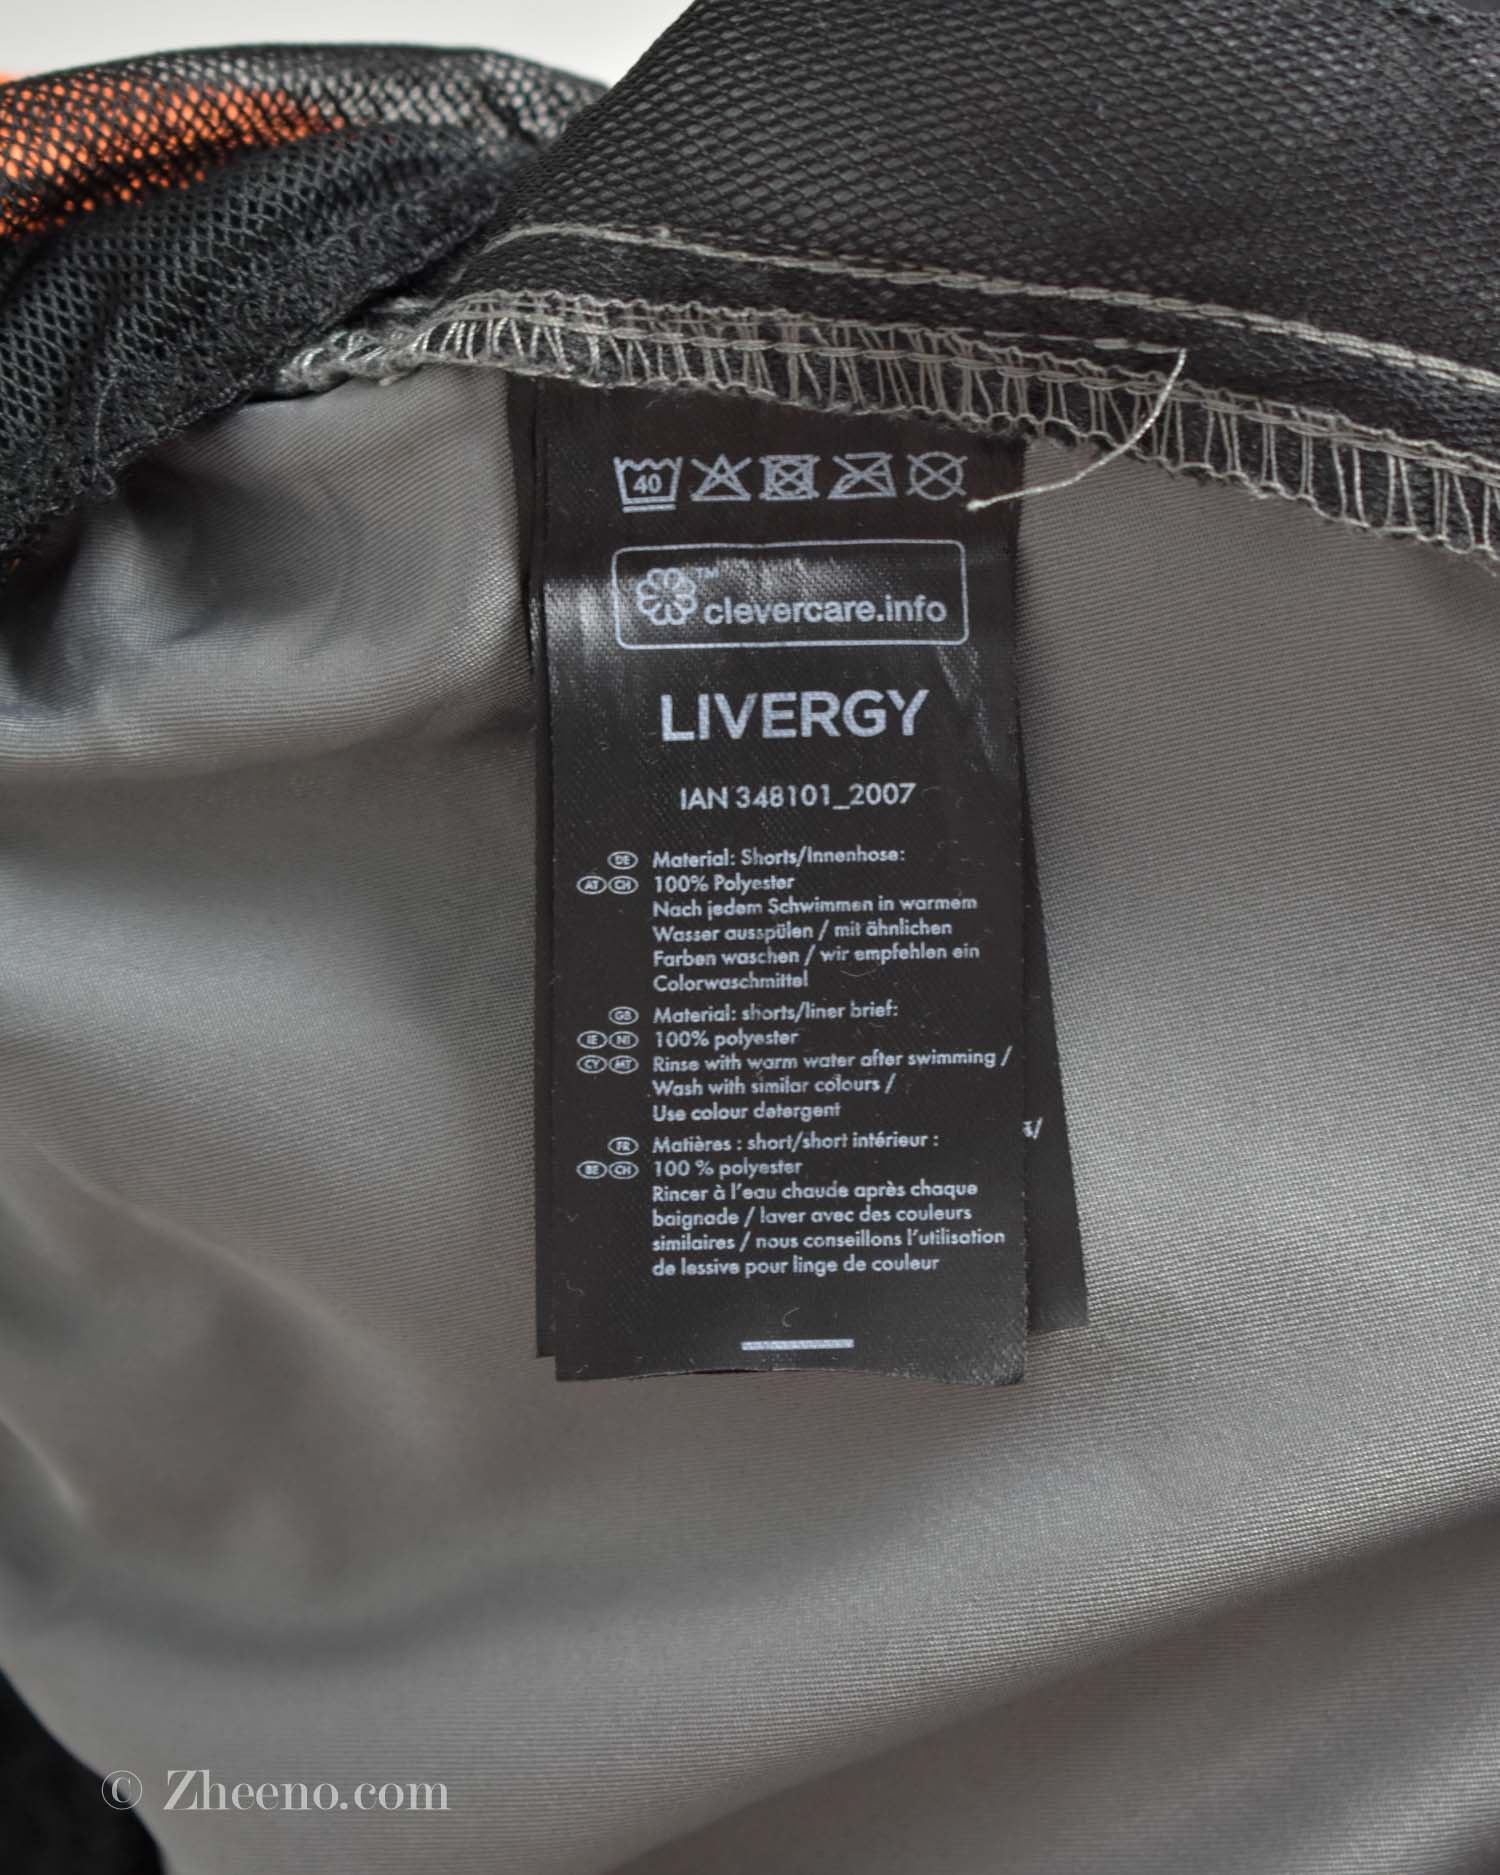 40
™
clevercare.info
LIVERGY
IAN 348101_2007
DE Material: Shorts/Innenhose:
AT CH 100% Polyester
Nach jedem Schwimmen in warmem
Wasser ausspülen / mit ähnlichen
Farben waschen / wir empfehlen ein
Colorwaschmittel
GB Material: shorts/liner brief:
IE NI 100% polyester
CY MT Rinse with warm water after swimming /
Wash with similar colours /
Use colour detergent
FR Matières : short/short intérieur :
BE CH 100 % polyester
Rincer à l'eau chaude après chaque
baignade / laver avec des couleurs
similaires / nous conseillons l'utilisation
de lessive pour linge de couleur
© Zheeno.com